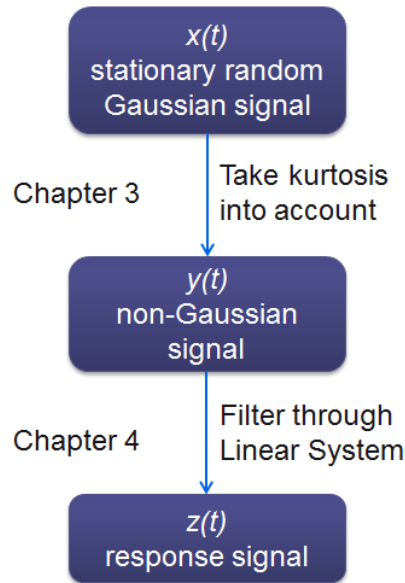 x(t)
stationary random
Gaussian signal
Chapter 3
Take kurtosis
into account
y(t)
non-Gaussian
signal
Chapter 4
Filter through
Linear System
z(t)
response signal